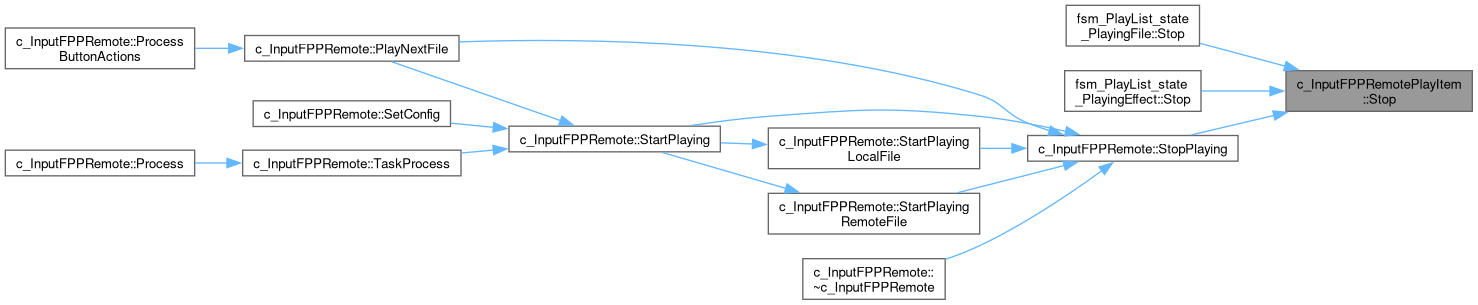 c_InputFPPRemote::Process
ButtonActions
c_InputFPPRemote::PlayNextFile
c_InputFPPRemote::SetConfig
c_InputFPPRemote::Process
c_InputFPPRemote::TaskProcess
c_InputFPPRemote::StartPlaying
c_InputFPPRemote::StartPlaying
LocalFile
c_InputFPPRemote::StartPlaying
RemoteFile
c_InputFPPRemote::
~c_InputFPPRemote
fsm_PlayList_state
_PlayingFile::Stop
fsm_PlayList_state
_PlayingEffect::Stop
c_InputFPPRemote::StopPlaying
c_InputFPPRemotePlayItem
::Stop